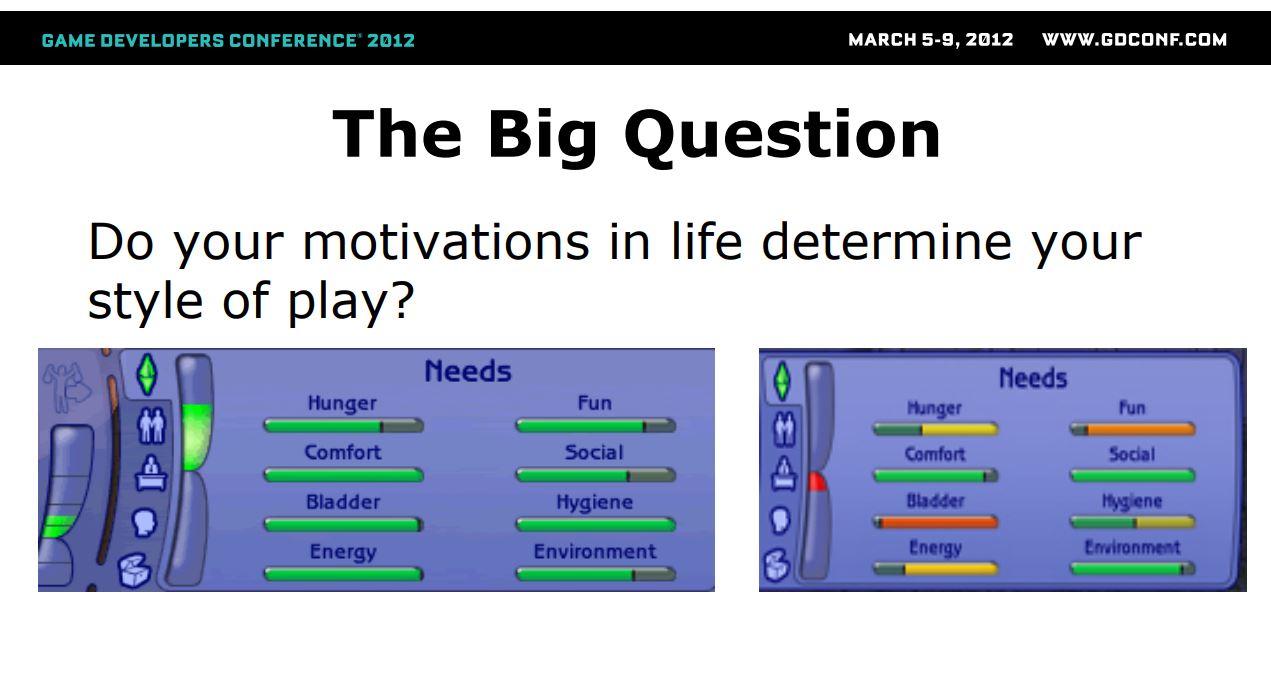 GAME DEVELOPERS CONFERENCE® 2012
MARCH 5-9, 2012 WWW.GDCONF.COM
The Big Question
Do your motivations in life determine your
style of play?
Needs
Hunger Fun
Comfort Social
Bladder Hygiene
Energy Environment
Needs
Hunger Fun
Comfort Social
Bladder Hygiene
Energy Environment